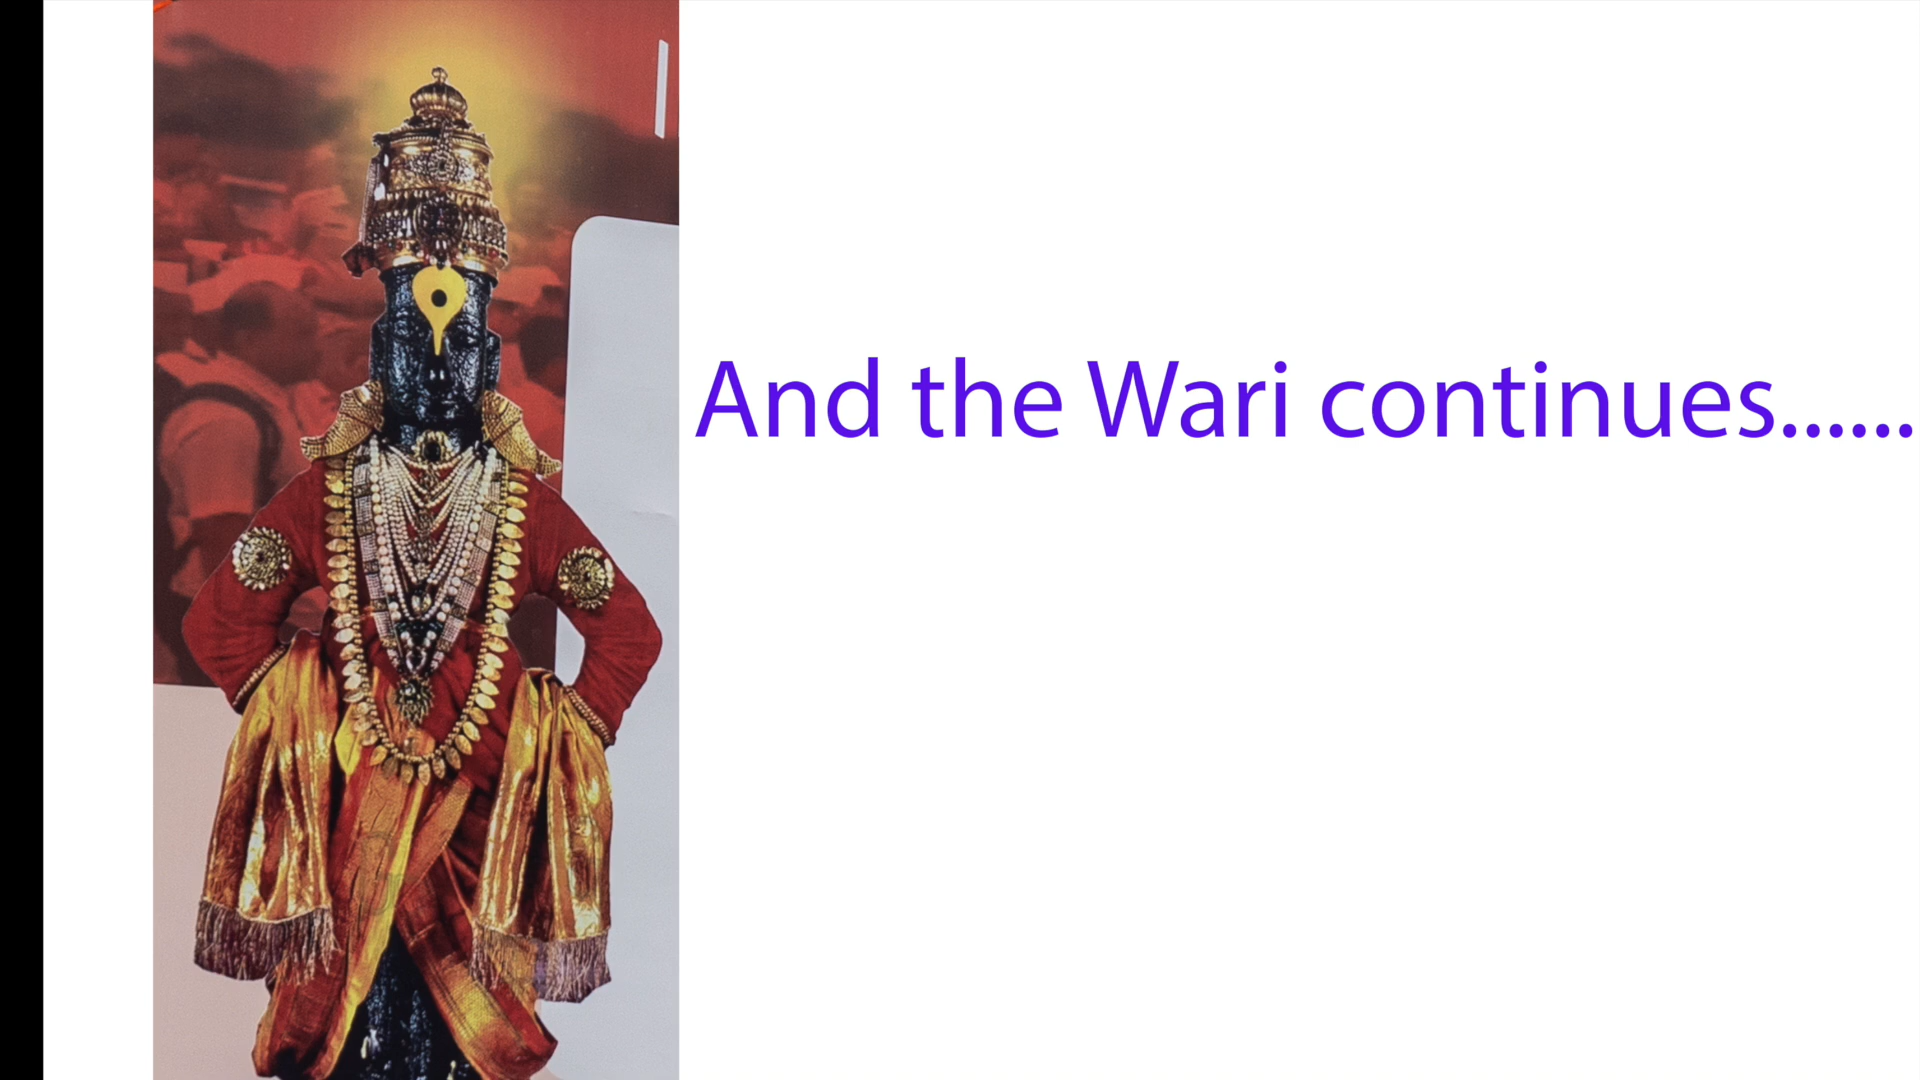 And the Wari continues......